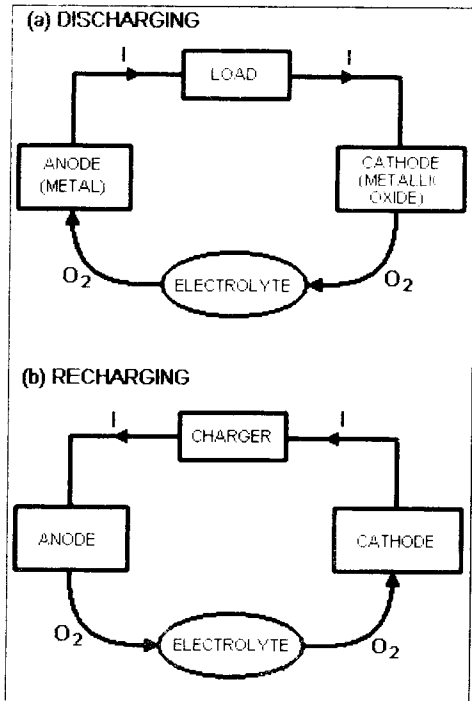 (a) DISCHARGING
I
LOAD
I
ANODE
(METAL)
CATHODE
(METALLIC
OXIDE)
O2
ELECTROLYTE
O2
(b) RECHARGING
I
CHARGER
I
ANODE
CATHODE
O2
ELECTROLYTE
O2